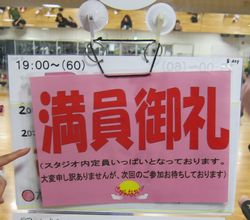 19:00～(60)
満員御礼
(スタジオ内定員いっぱいとなっております。
大変申し訳ありませんが、次回のご参加お待ちしております)